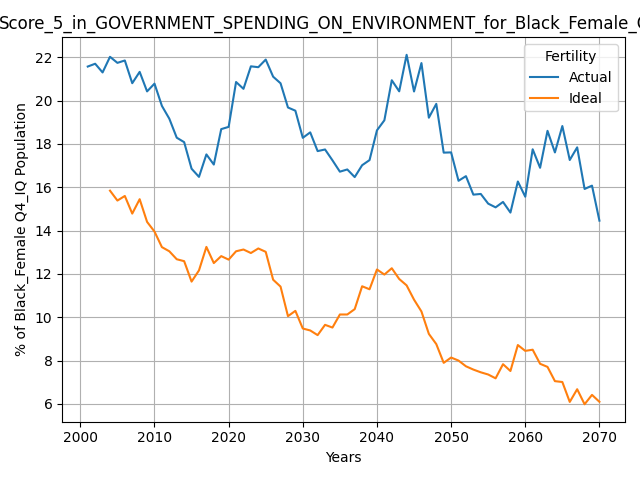 Score_5_in_GOVERNMENT_SPENDING_ON_ENVIRONMENT_for_Black_Female_
Fertility
Actual
Ideal
% of Black_Female Q4_IQ Population
22
20
18
16
14
12
10
8
6
2000 2010 2020 2030 2040 2050 2060 2070
Years